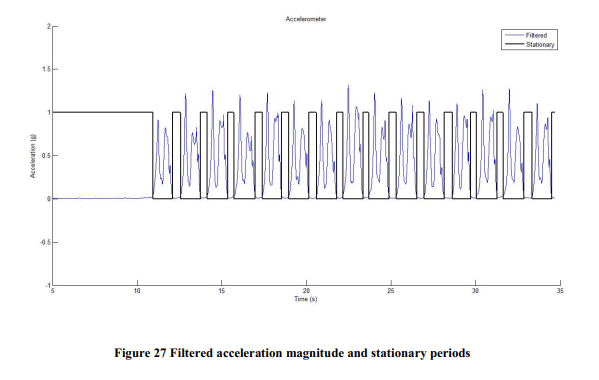 Accelerometer
2
Filtered
Stationary
1.5
1
0.5
0
-0.5
-1
Acceleration (g)
5 10 15 20 25 30 35
Time (s)
Figure 27 Filtered acceleration magnitude and stationary periods